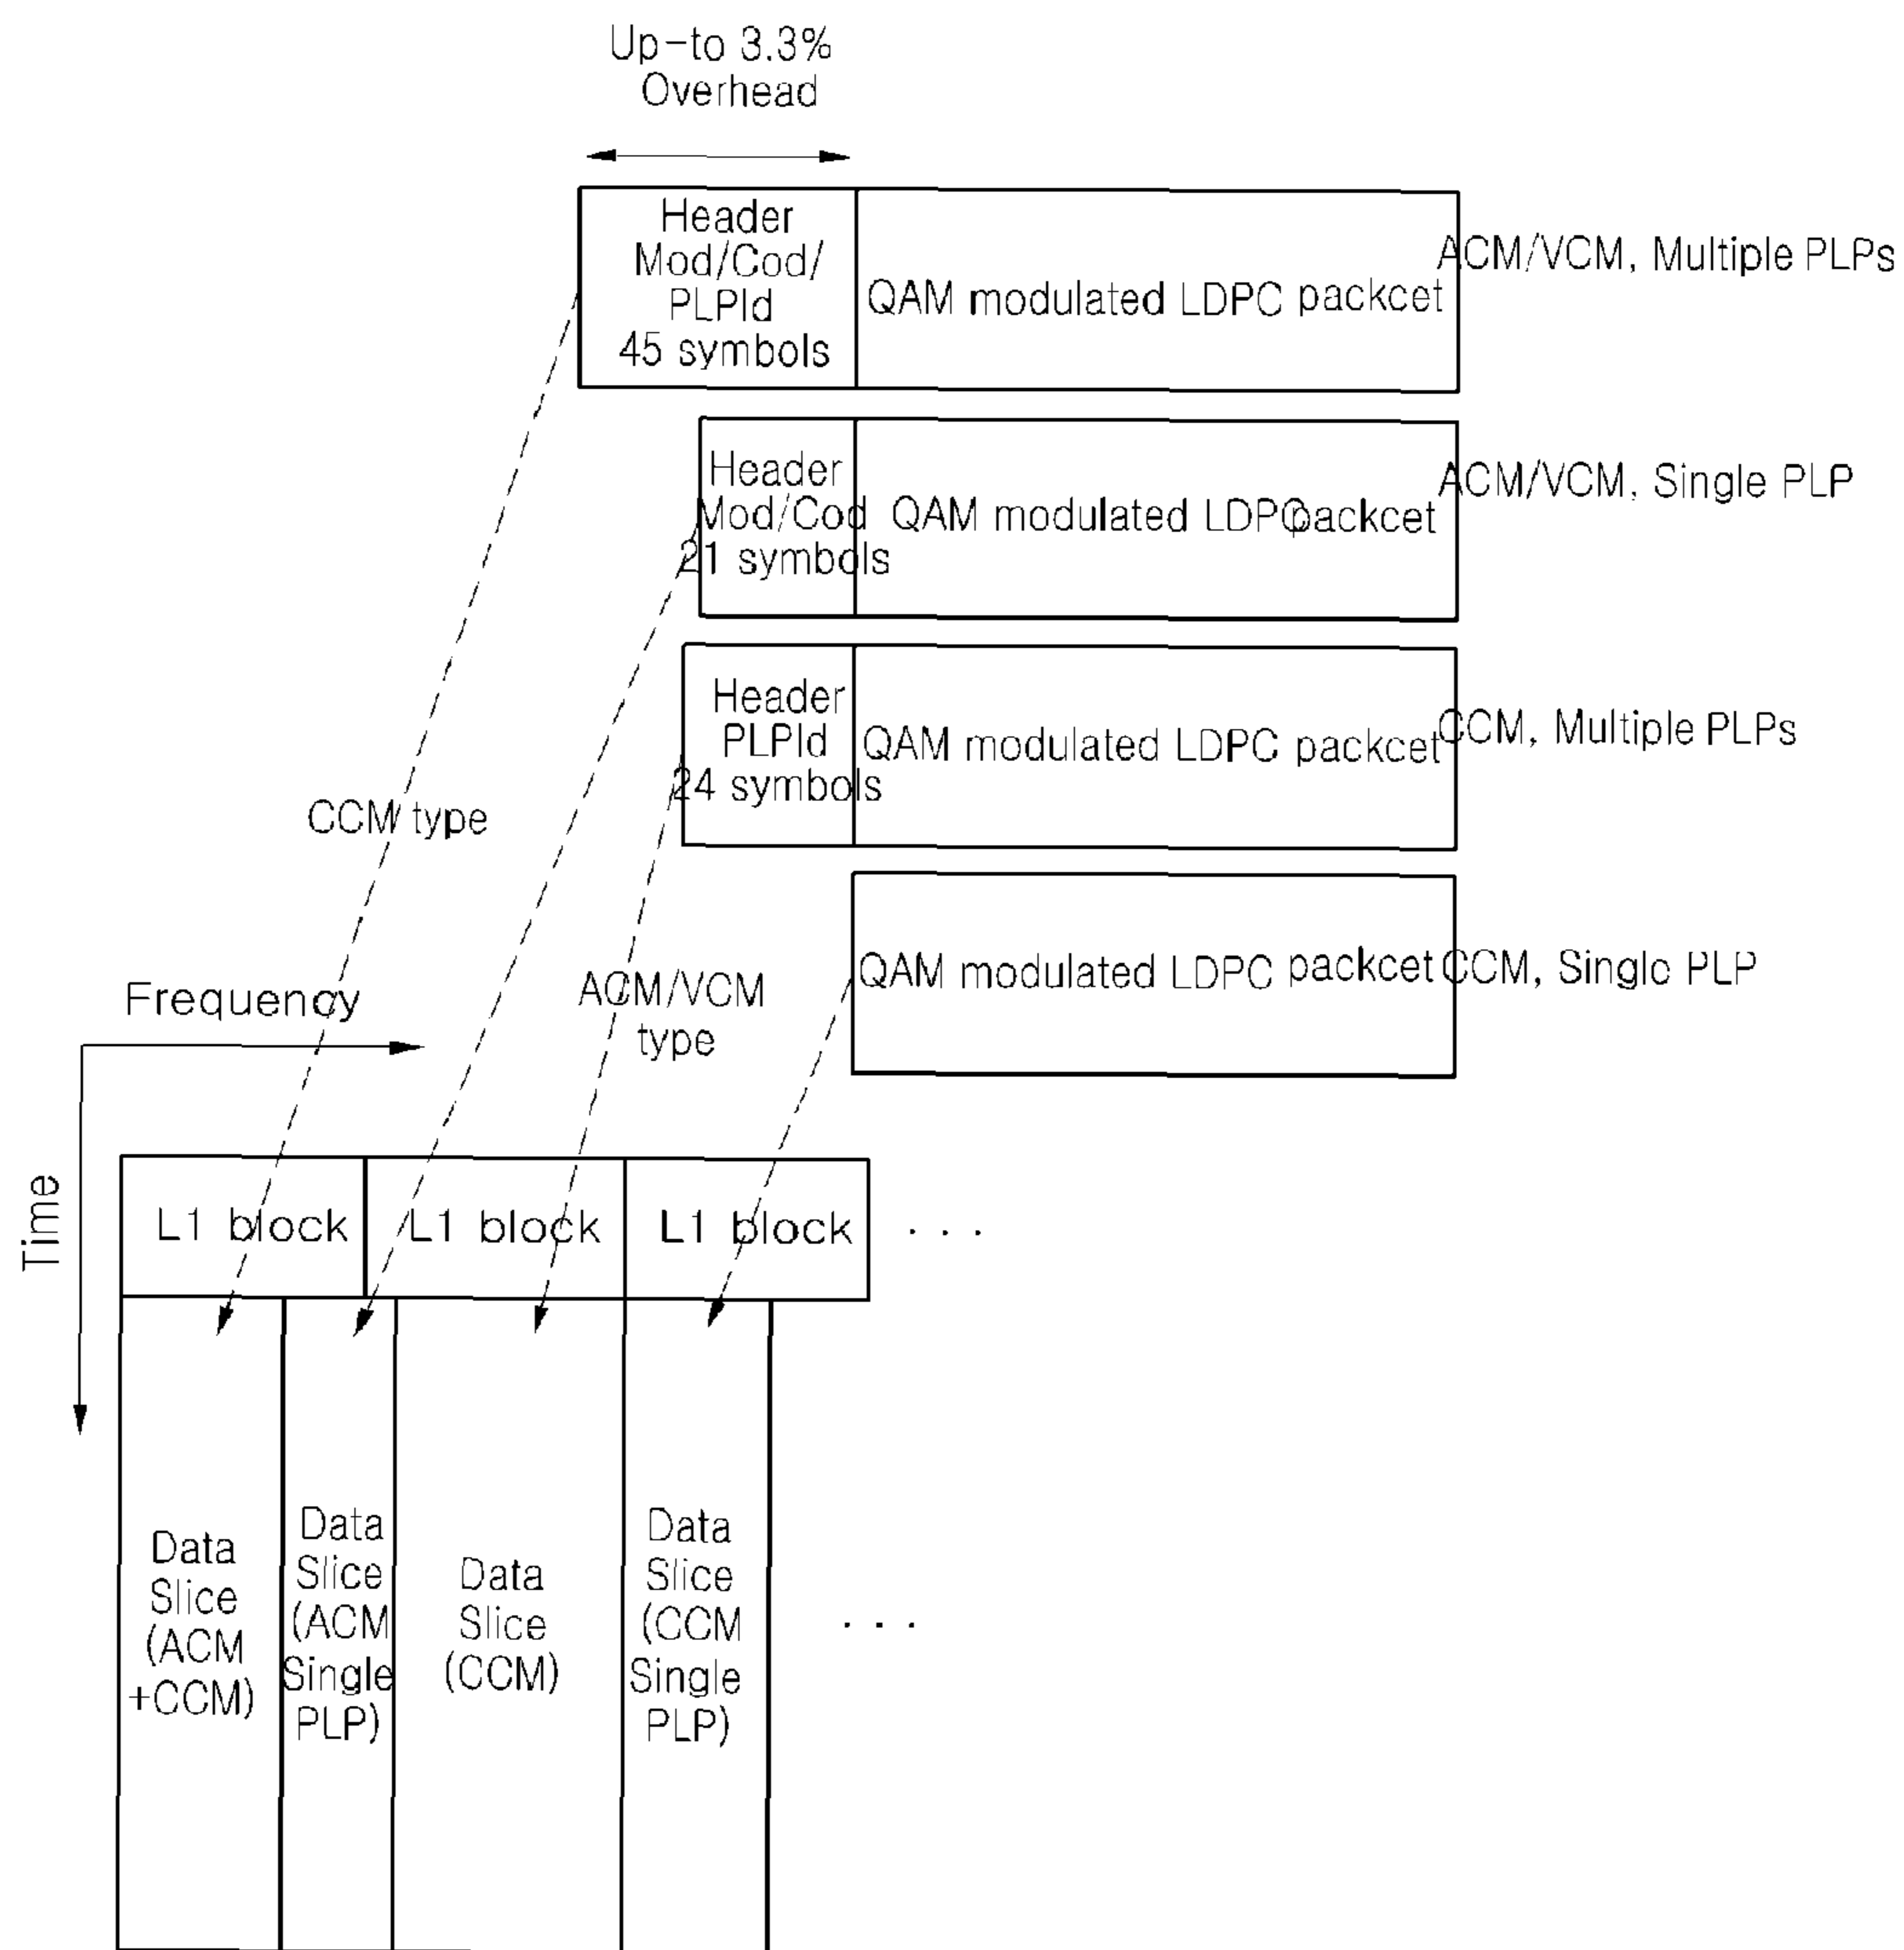 Up-to 3.3%
Overhead
Header
Mod/Cod/
PLPId
45 symbols
QAM modulated LDPC packcet
ACM/VCM, Multiple PLPs
Header
Mod/Cod
21 symbols
QAM modulated LDPC packcet
ACM/VCM, Single PLP
Header
PLPId
24 symbols
QAM modulated LDPC packcet
CCM, Multiple PLPs
CCM type
QAM modulated LDPC packcet
CCM, Single PLP
ACM/VCM
type
Frequency
Time
L1 block
L1 block
L1 block
. . .
Data
Slice
(ACM
+CCM)
Data
Slice
(ACM
Single
PLP)
Data
Slice
(CCM)
Data
Slice
(CCM
Single
PLP)
. . .